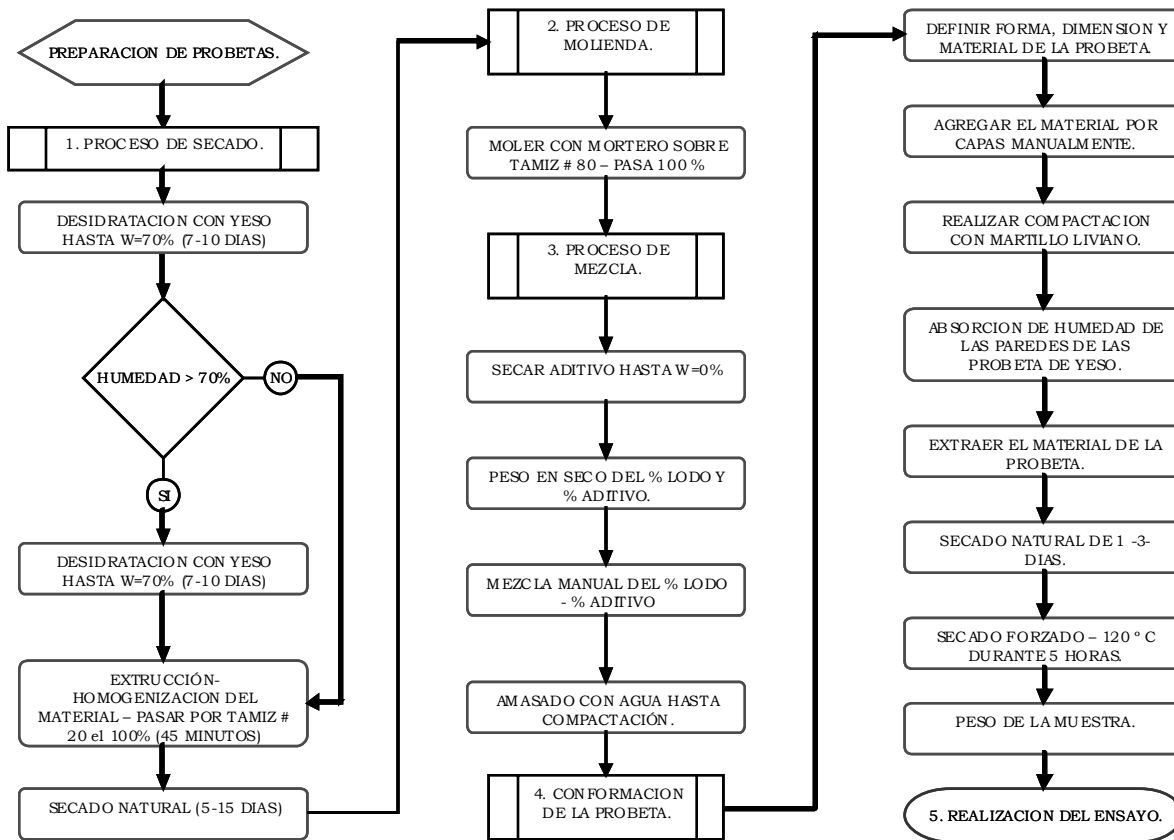 PREPARACION DE PROBETAS.
1. PROCESO DE SECADO.
DESIDRATACION CON YESO
HASTA W=70% (7-10 DIAS)
HUMEDAD > 70%
NO
SI
DESIDRATACION CON YESO
HASTA W=70% (7-10 DIAS)
EXTRUCCIÓN-
HOMOGENIZACION DEL
MATERIAL – PASAR POR TAMIZ #
20 el 100% (45 MINUTOS)
SECADO NATURAL (5-15 DIAS)
2. PROCESO DE
MOLIENDA.
MOLER CON MORTERO SOBRE
TAMIZ # 80 – PASA 100 %
3. PROCESO DE
MEZCLA.
SECAR ADITIVO HASTA W=0%
PESO EN SECO DEL % LODO Y
% ADITIVO.
MEZCLA MANUAL DEL % LODO
- % ADITIVO
AMASADO CON AGUA HASTA
COMPACTACIÓN.
4. CONFORMACION
DE LA PROBETA.
DEFINIR FORMA, DIMENSION Y
MATERIAL DE LA PROBETA.
AGREGAR EL MATERIAL POR
CAPAS MANUALMENTE.
REALIZAR COMPACTACION
CON MARTILLO LIVIANO.
ABSORCION DE HUMEDAD DE
LAS PAREDES DE LAS
PROBETA DE YESO.
EXTRAER EL MATERIAL DE LA
PROBETA.
SECADO NATURAL DE 1 -3-
DIAS.
SECADO FORZADO – 120 º C
DURANTE 5 HORAS.
PESO DE LA MUESTRA.
5. REALIZACION DEL ENSAYO.